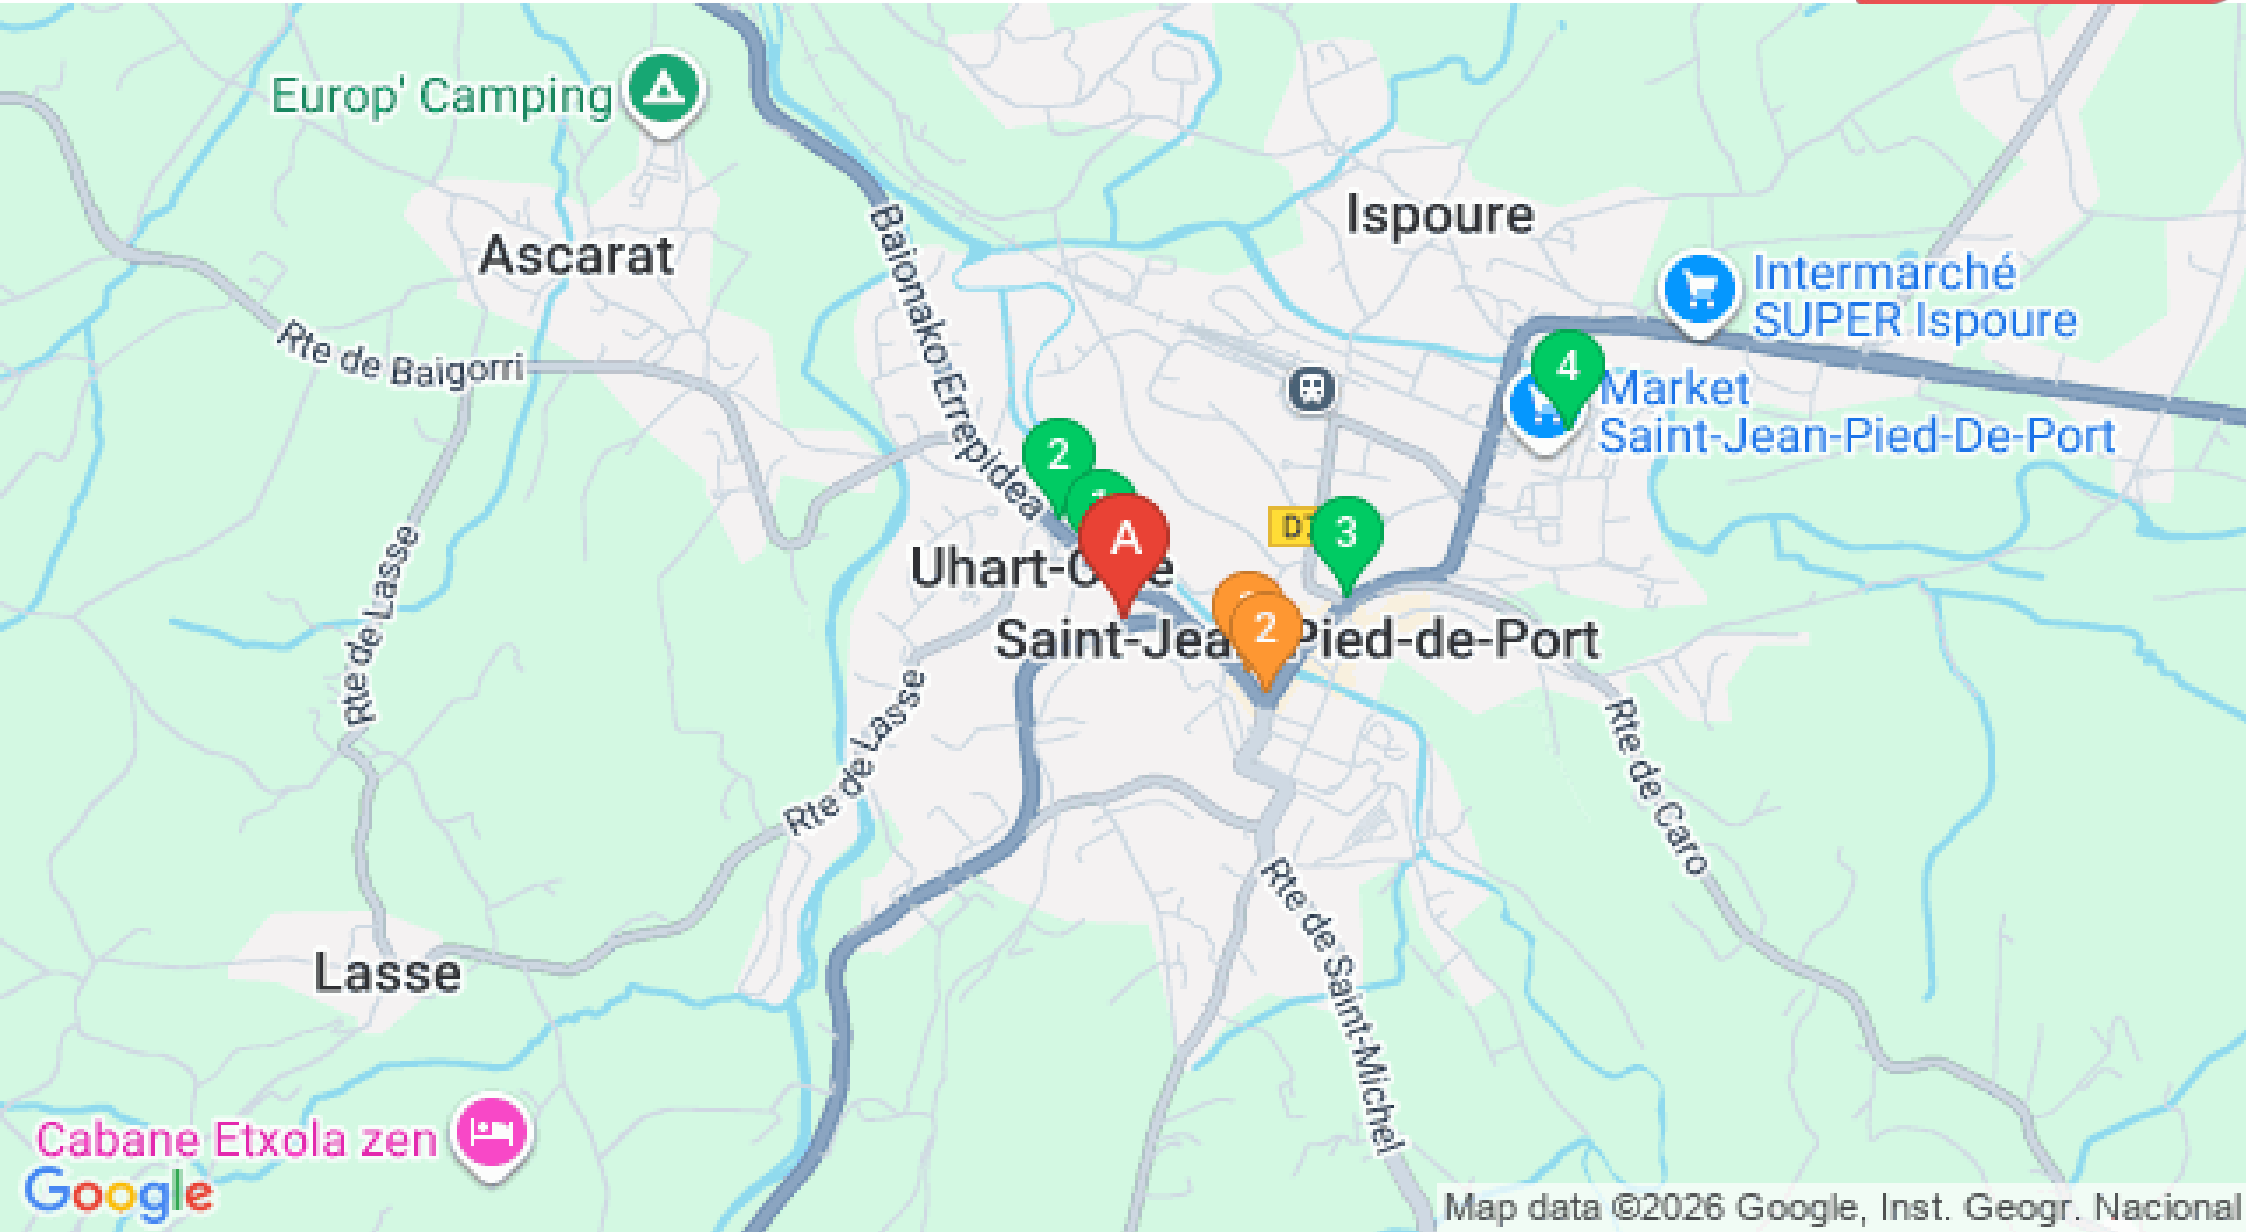 Europ' Camping
Ispoure
Ascarat
Baionako Errepidea
Intermarché
SUPER Ispoure
Rte de Baigorri
4
Market
Saint-Jean-Pied-De-Port
2
A
3
Uhart-
Saint-Jean-Pied-de-Port
2
Rte de Lasse
Rte de Lasse
Rte de Caro
Rte de Saint-Michel
Lasse
Cabane Etxola zen
Google
Map data ©2026 Google, Inst. Geogr. Nacional